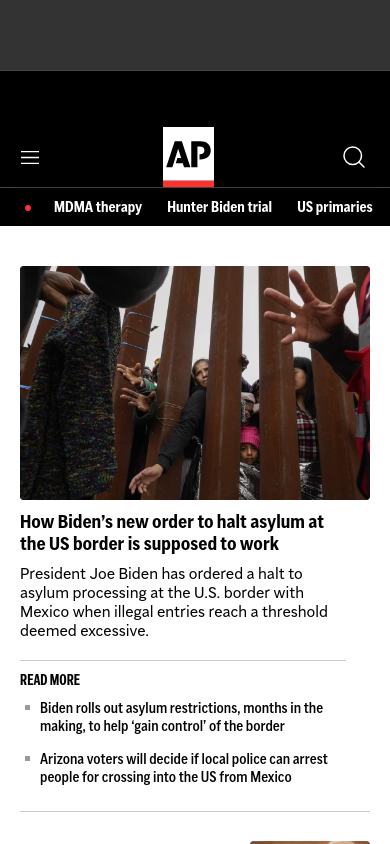 AP
MDMA therapy Hunter Biden trial US primaries
How Biden’s new order to halt asylum at
the US border is supposed to work
President Joe Biden has ordered a halt to
asylum processing at the U.S. border with
Mexico when illegal entries reach a threshold
deemed excessive.
READ MORE
Biden rolls out asylum restrictions, months in the
making, to help ‘gain control’ of the border
Arizona voters will decide if local police can arrest
people for crossing into the US from Mexico